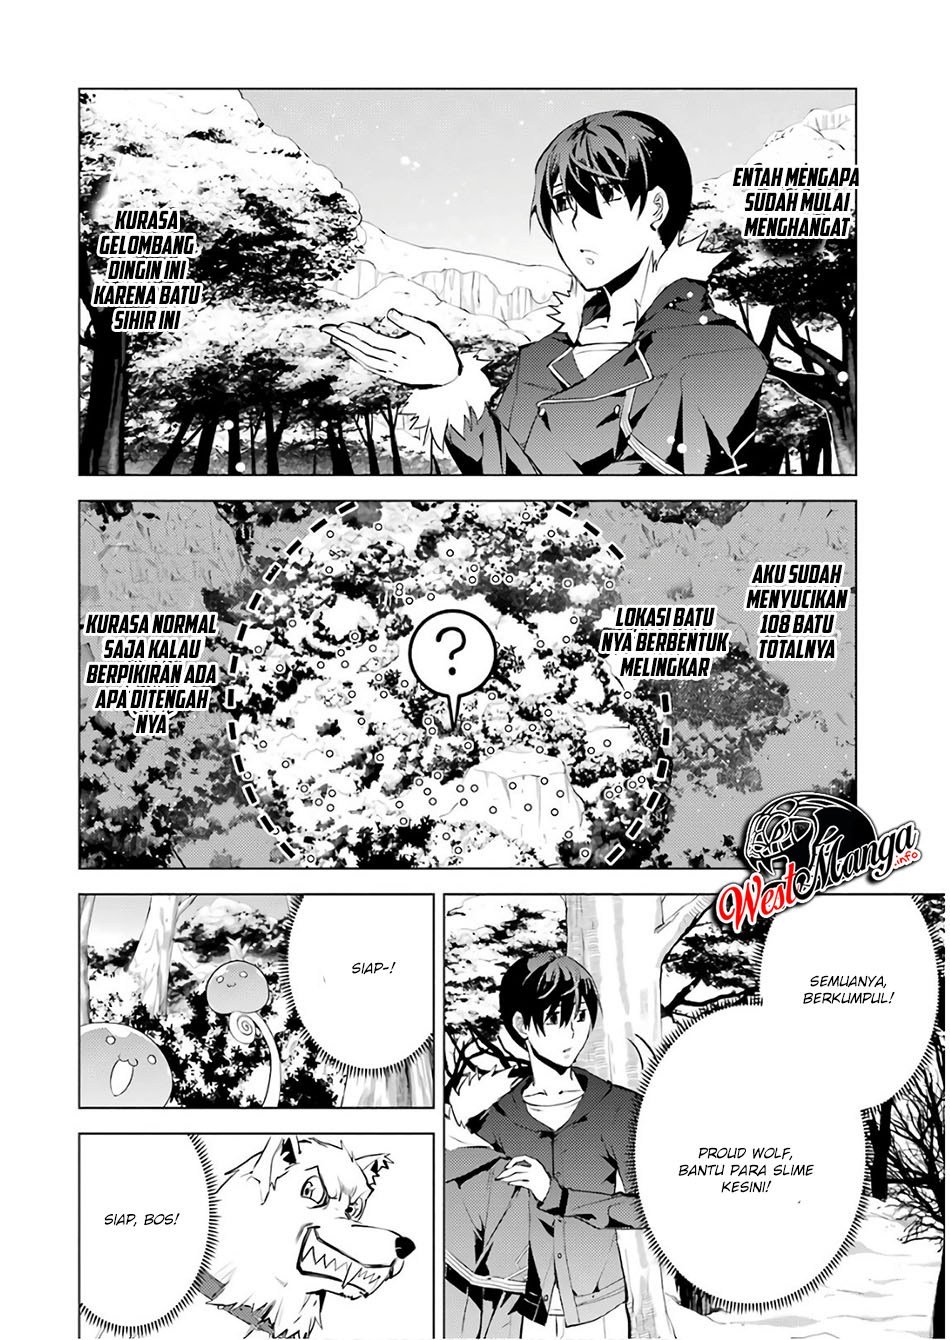 ENTAH MENGAPA
SUDAH MULAI
MENGHANGAT
KURASA
GELOMBANG
DINGIN INI
KARENA BATU
SIHIR INI
AKU SUDAH
MENYUCIKAN
108 BATU
TOTALNYA
LOKASI BATU
NYA BERBENTUK
MELINGKAR
?
KURASA NORMAL
SAJA KALAU
BERPIKIRAN ADA
APA DITENGAH
NYA
WestManga
.info
SEMUANYA,
BERKUMPUL!
PROUD WOLF,
BANTU PARA SLIME
KESINI!
SIAP~!
SIAP, BOS!